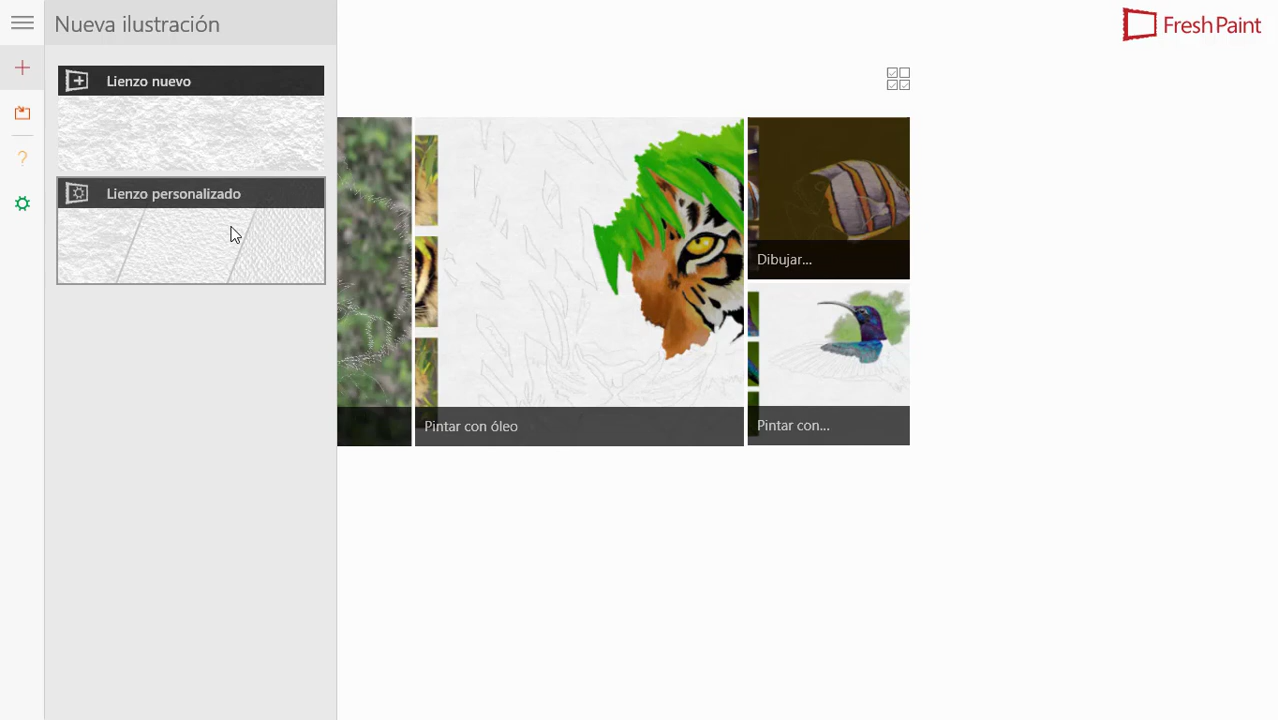 Nueva ilustración
Fresh Paint
Lienzo nuevo
Lienzo personalizado
?
Dibujar...
Pintar con óleo
Pintar con...